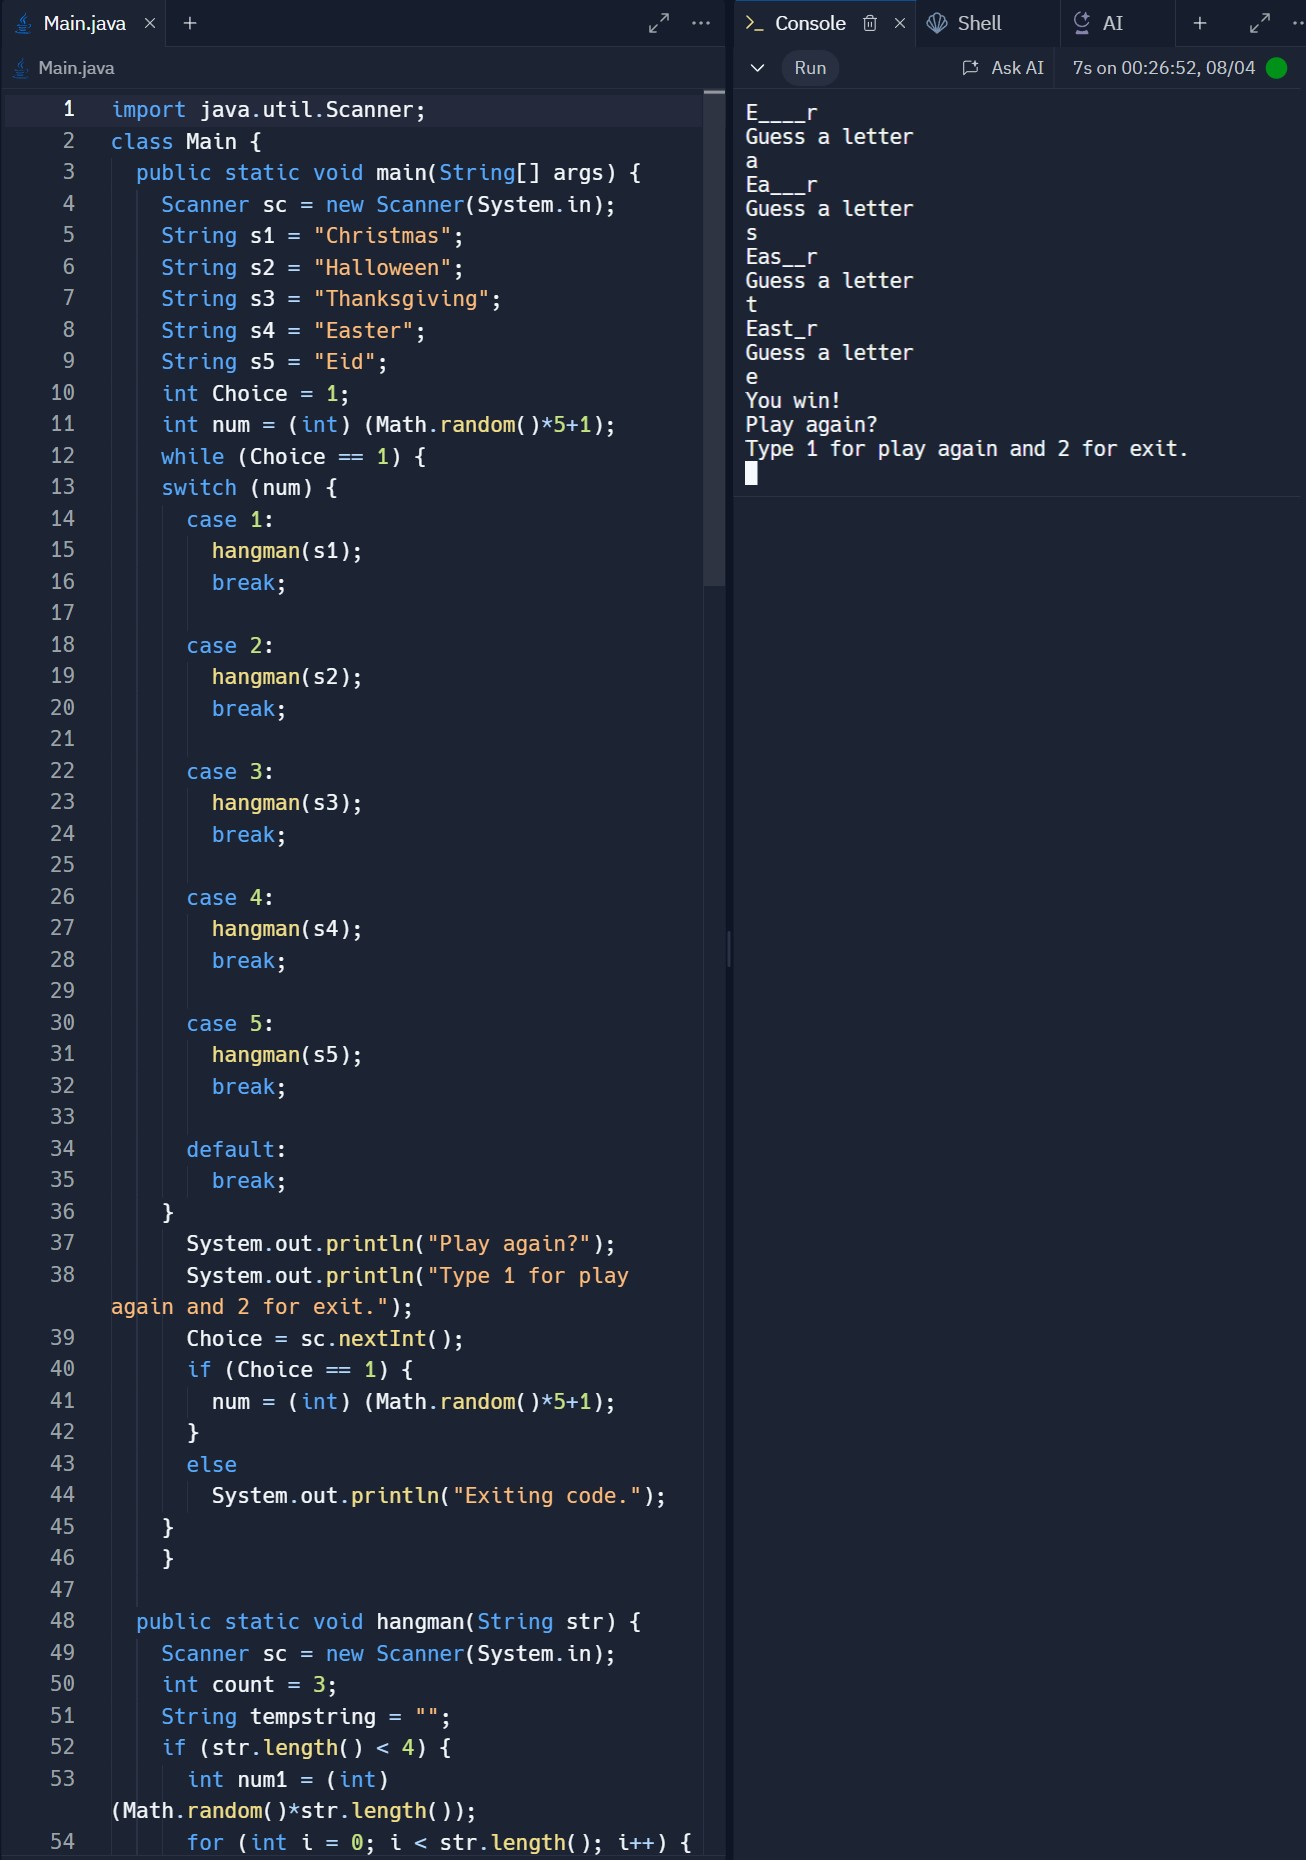 Main.java
Main.java
1 import java.util.Scanner;
2 class Main {
3 public static void main(String[] args) {
4 Scanner sc = new Scanner(System.in);
5 String s1 = "Christmas";
6 String s2 = "Halloween";
7 String s3 = "Thanksgiving";
8 String s4 = "Easter";
9 String s5 = "Eid";
10 int Choice = 1;
11 int num = (int) (Math.random()*5+1);
12 while (Choice == 1) {
13 switch (num) {
14 case 1:
15 hangman(s1);
16 break;
17
18 case 2:
19 hangman(s2);
20 break;
21
22 case 3:
23 hangman(s3);
24 break;
25
26 case 4:
27 hangman(s4);
28 break;
29
30 case 5:
31 hangman(s5);
32 break;
33
34 default:
35 break;
36 }
37 System.out.println("Play again?");
38 System.out.println("Type 1 for play
again and 2 for exit.");
39 Choice = sc.nextInt();
40 if (Choice == 1) {
41 num = (int) (Math.random()*5+1);
42 }
43 else
44 System.out.println("Exiting code.");
45 }
46 }
47
48 public static void hangman(String str) {
49 Scanner sc = new Scanner(System.in);
50 int count = 3;
51 String tempstring = "";
52 if (str.length() < 4) {
53 int num1 = (int)
(Math.random()*str.length());
54 for (int i = 0; i < str.length(); i++) {
Console
Shell
AI
Run
Ask AI
7s on 00:26:52, 08/04
E____r
Guess a letter
a
Ea___r
Guess a letter
s
Eas__r
Guess a letter
t
East_r
Guess a letter
e
You win!
Play again?
Type 1 for play again and 2 for exit.